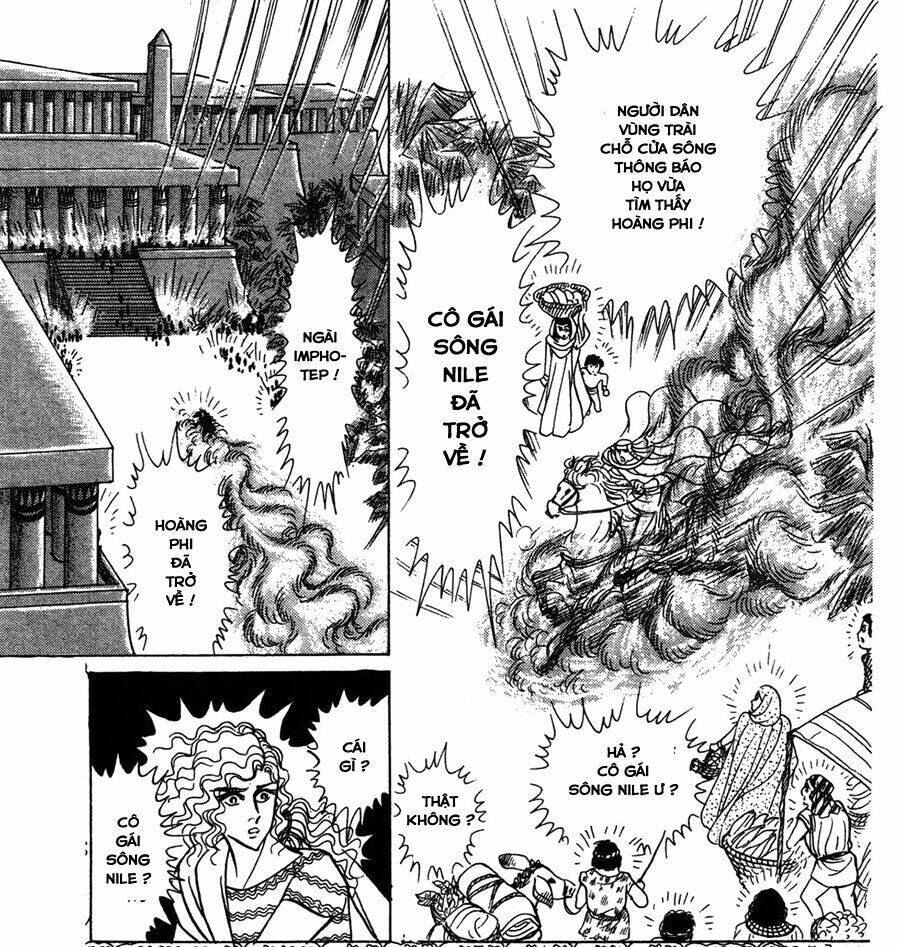 NGƯỜI DÂN
VÙNG TRẢI
CHỖ CỬA SÔNG
THÔNG BÁO
HỌ VỪA
TÌM THẤY
HOÀNG PHI !
CÔ GÁI
SÔNG
NILE
ĐÃ
TRỞ
VỀ !
NGÀI
IMPHO-
TEP !
HOÀNG
PHI
ĐÃ
TRỞ
VỀ !
HẢ ?
CÔ GÁI
SÔNG NILE Ư ?
THẬT
KHÔNG ?
CÁI
GÌ ?
CÔ
GÁI
SÔNG
NILE ?